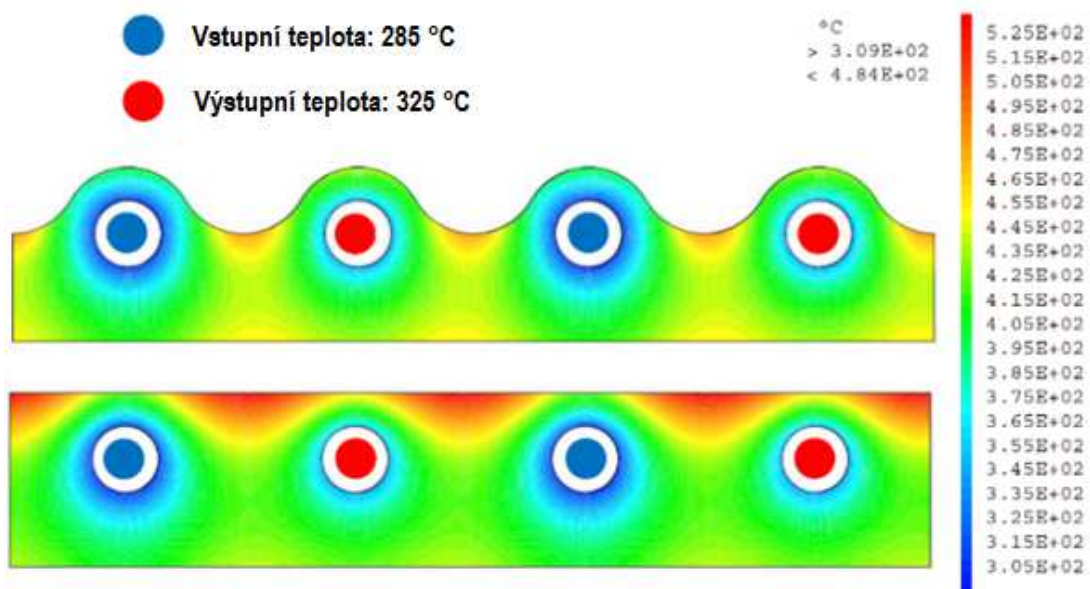 Vstupní teplota: 285 °C
Výstupní teplota: 325 °C
°C
> 3.09E+02
< 4.84E+02
5.25E+02
5.15E+02
5.05E+02
4.95E+02
4.85E+02
4.75E+02
4.65E+02
4.55E+02
4.45E+02
4.35E+02
4.25E+02
4.15E+02
4.05E+02
3.95E+02
3.85E+02
3.75E+02
3.65E+02
3.55E+02
3.45E+02
3.35E+02
3.25E+02
3.15E+02
3.05E+02